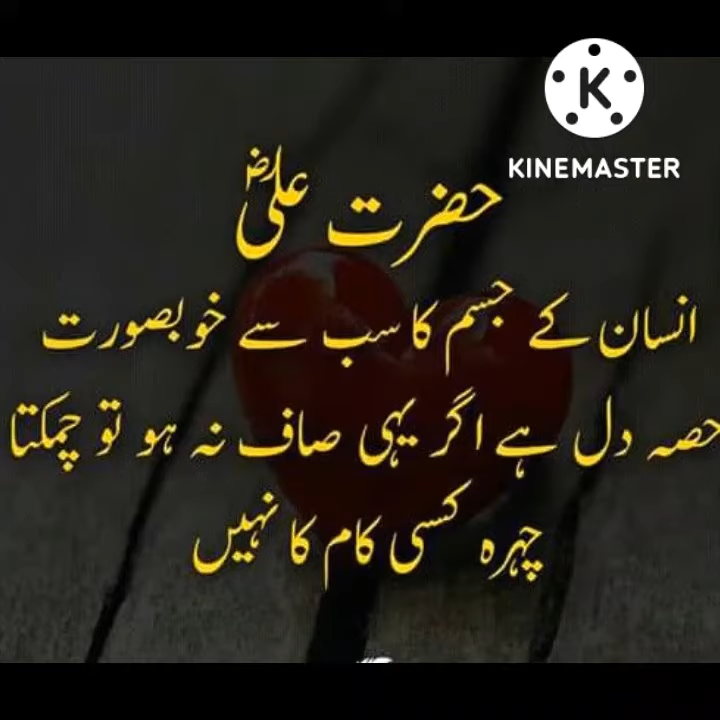 KINEMASTER
حضرت علیؓ
انسان کے جسم کا سب سے خوبصورت
حصہ دل ہے اگر یہی صاف نہ ہو تو چمکتا
چہرہ کسی کام کا نہیں